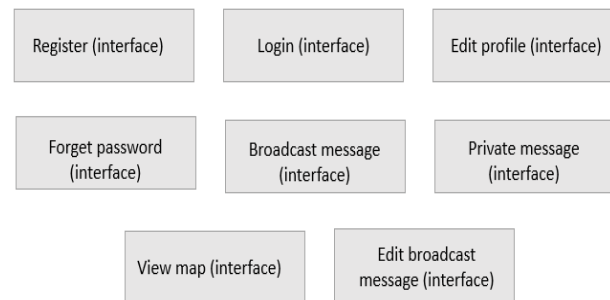 Register (interface)
Login (interface)
Edit profile (interface)
Forget password
(interface)
Broadcast message
(interface)
Private message
(interface)
View map (interface)
Edit broadcast
message (interface)